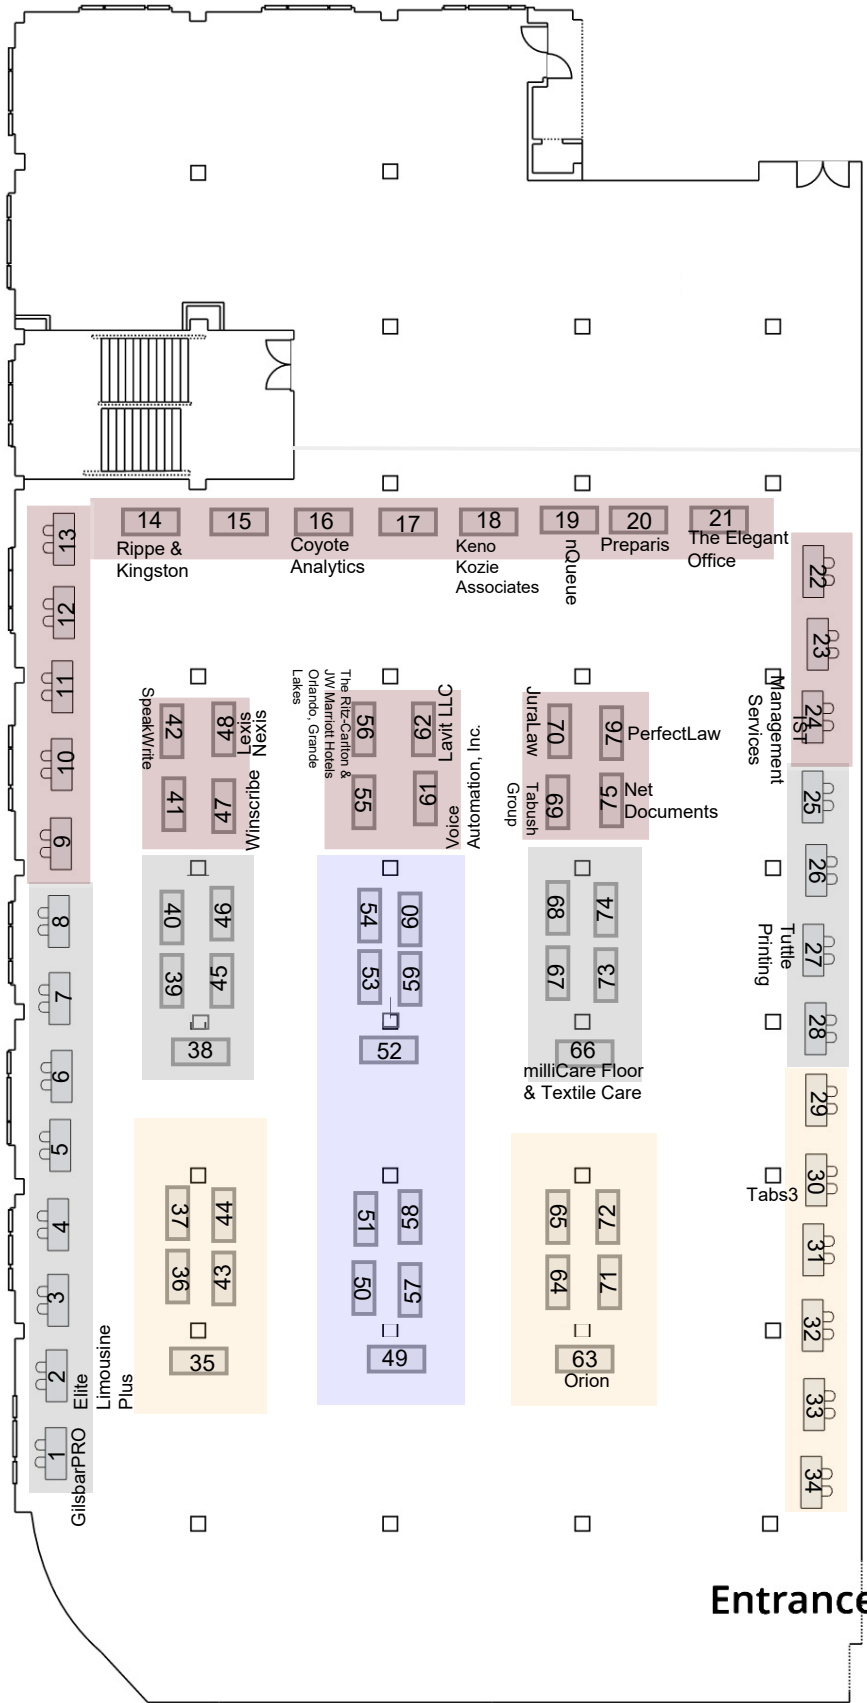 14
15
16
17
18
19
20
21
Rippe &
Kingston
Coyote
Analytics
Keno
Kozie
Associates
nQueue
Preparis
The Elegant
Office
13
12
11
10
9
8
7
6
5
4
3
2
1
Elite
Limousine
Plus
GilsbarPRO
22
23
24
IST
Management
Services
25
26
27
Tuttle
Printing
28
29
30
Tabs3
31
32
33
34
42
48
SpeakWrite
Lexis
Nexis
41
47
Winscribe
56
62
The Ritz-Carlton &
JW Marriott Hotels
Orlando, Grande
Lakes
Lavit LLC
55
61
Voice
Automation, Inc.
70
76
JuraLaw
PerfectLaw
69
75
Tabush
Group
Net
Documents
40
46
39
45
38
54
60
53
59
52
68
74
67
73
66
milliCare Floor
& Textile Care
37
44
36
43
35
51
58
50
57
49
65
72
64
71
63
Orion
Entrance